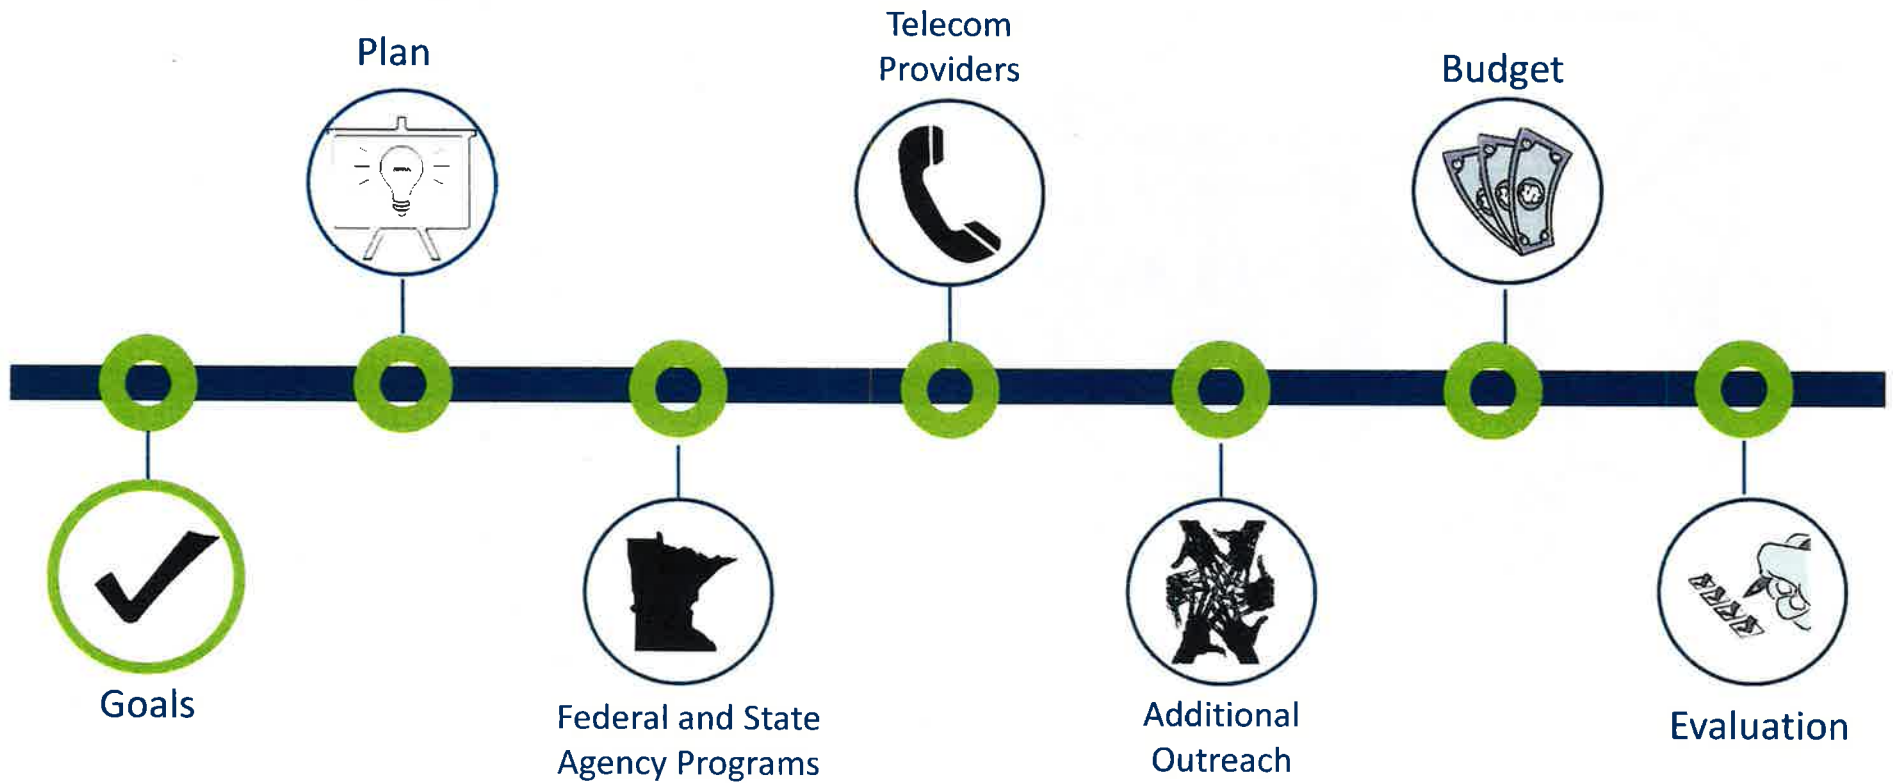 Goals
Plan
Federal and State
Agency Programs
Telecom
Providers
Additional
Outreach
Budget
Evaluation